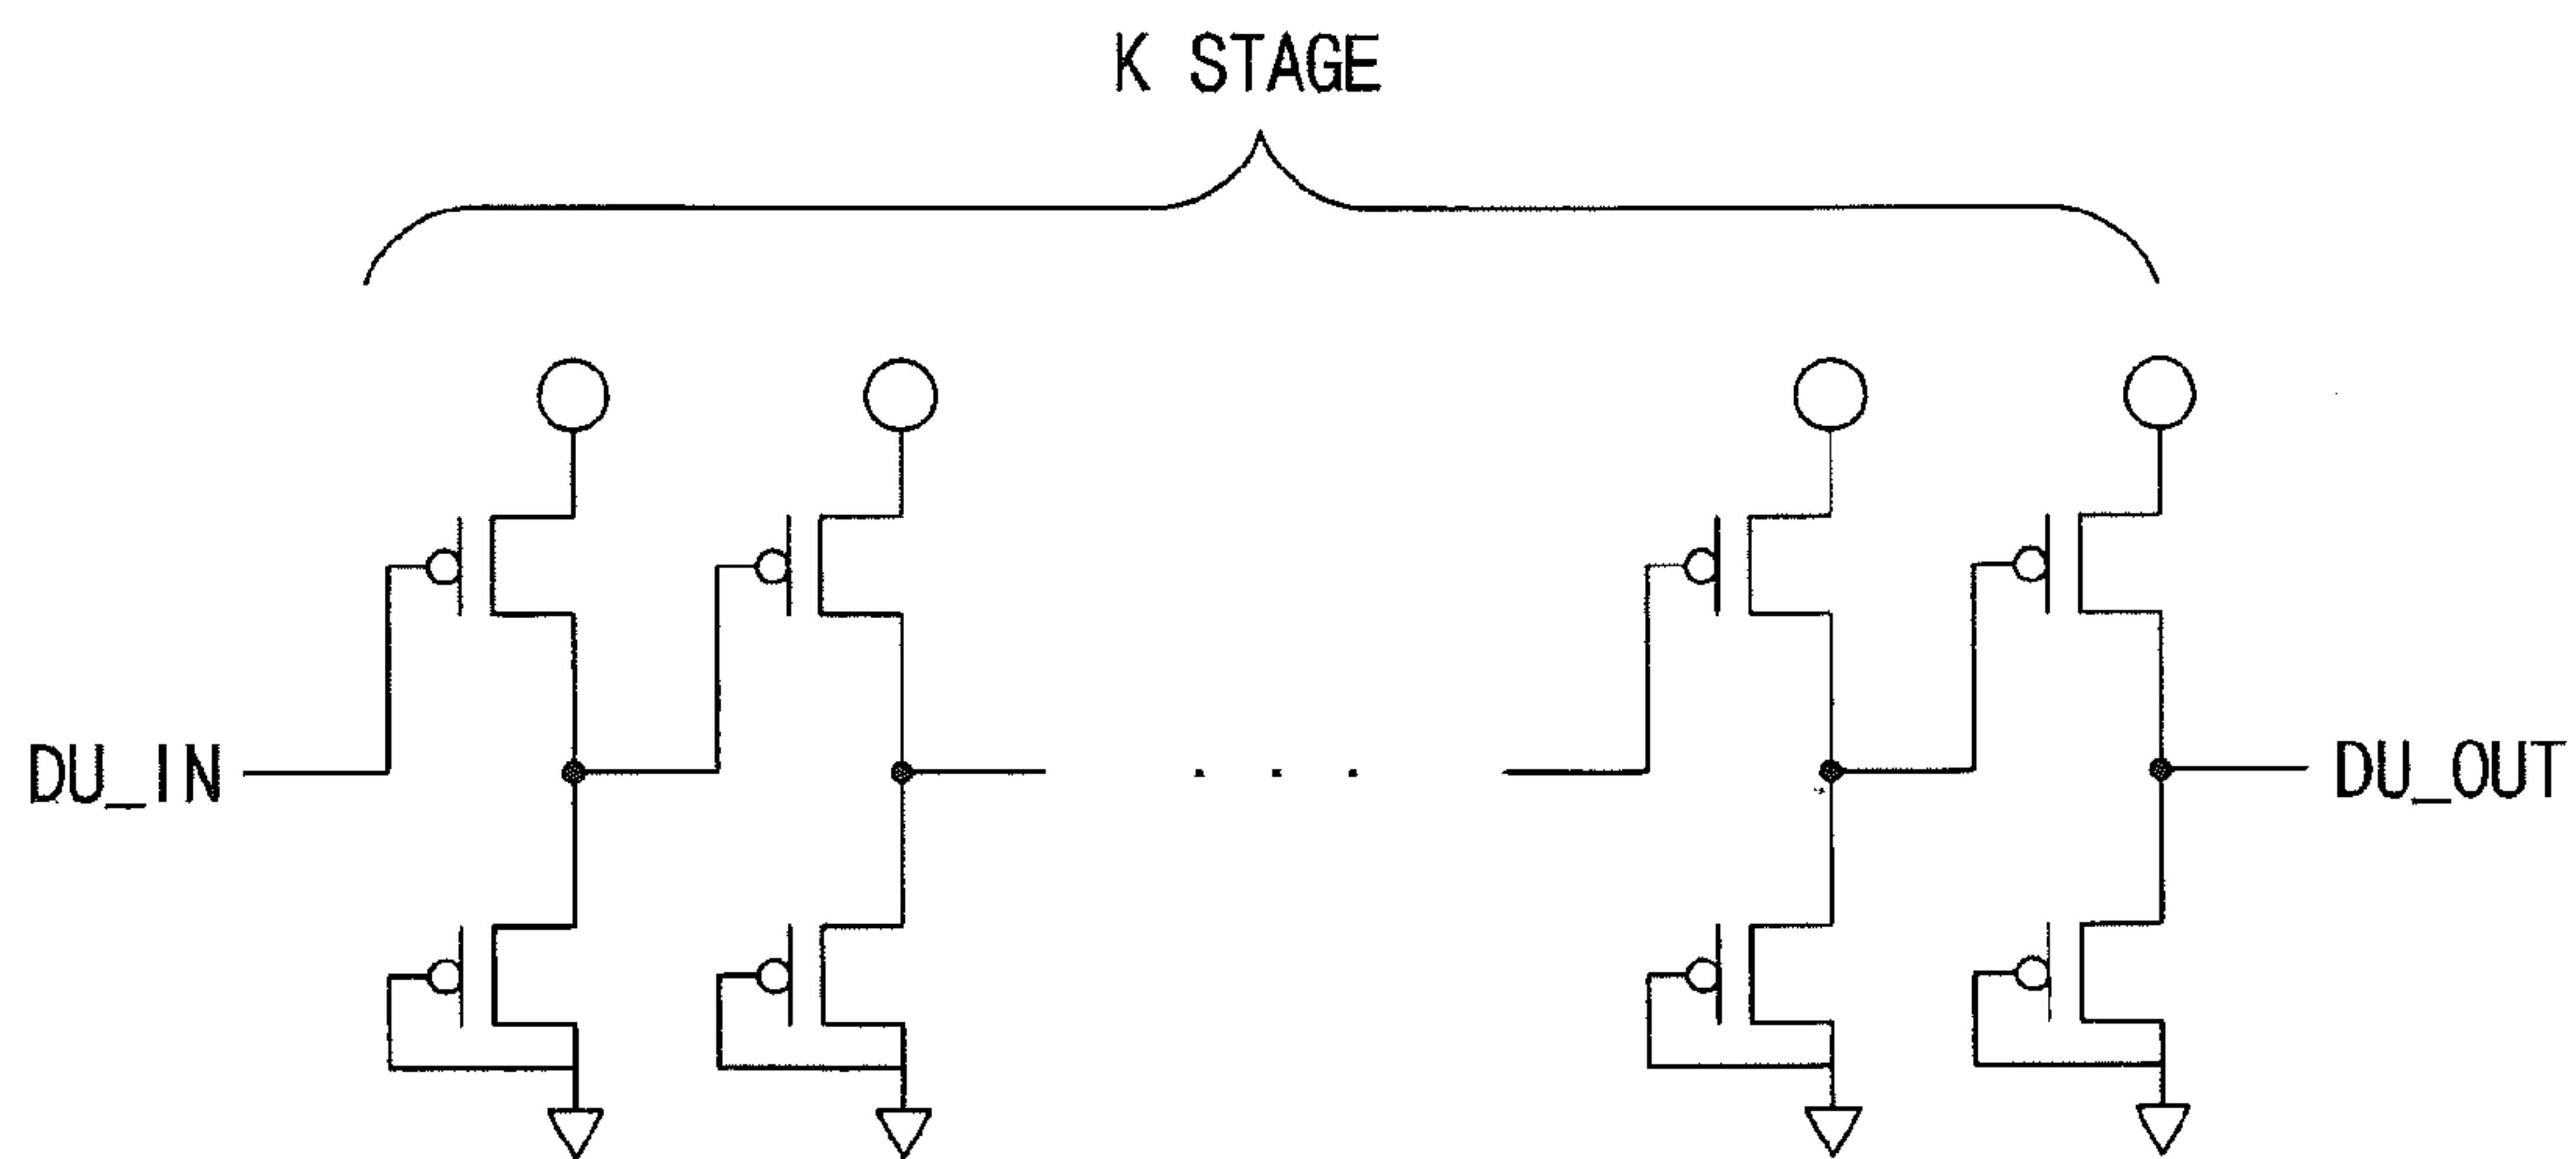 K STAGE
DU_IN
. . .
DU_OUT